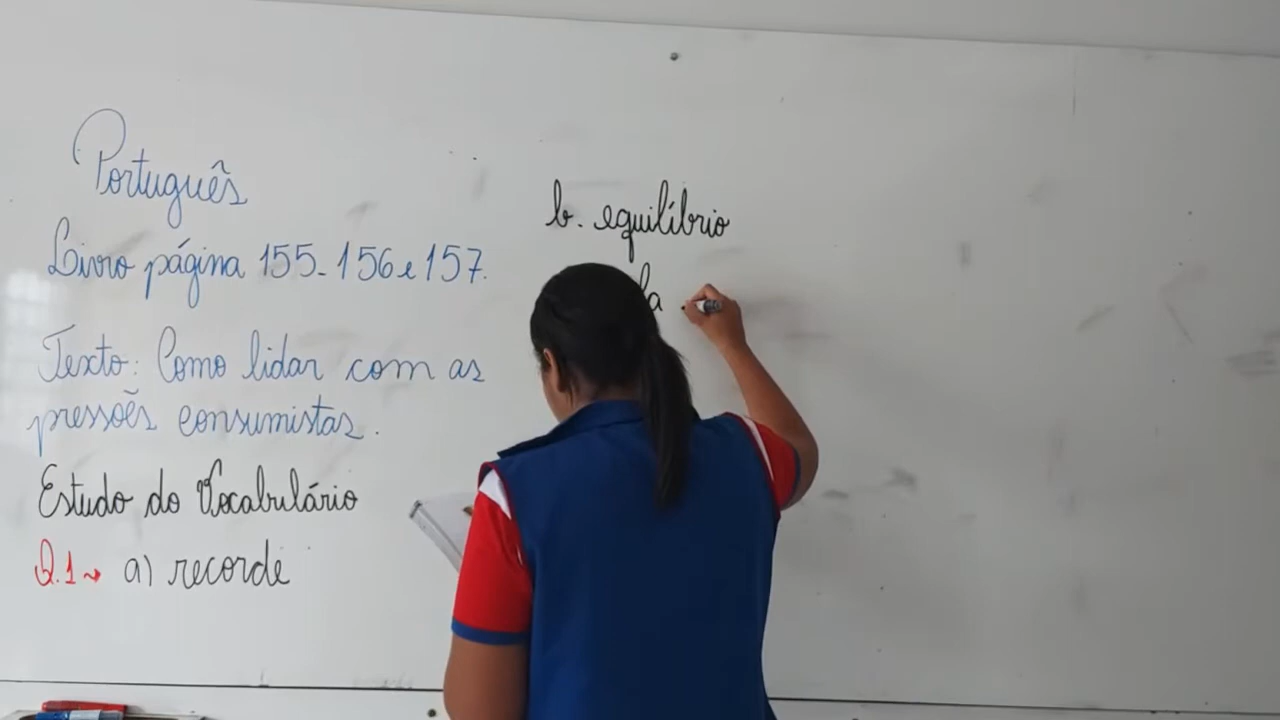 Português
Livro página 155-156 e 157.
Texto: Como lidar com as
pressões consumistas.
Estudo do Vocabulário
Q.1 → a) recorde
b. equilíbrio